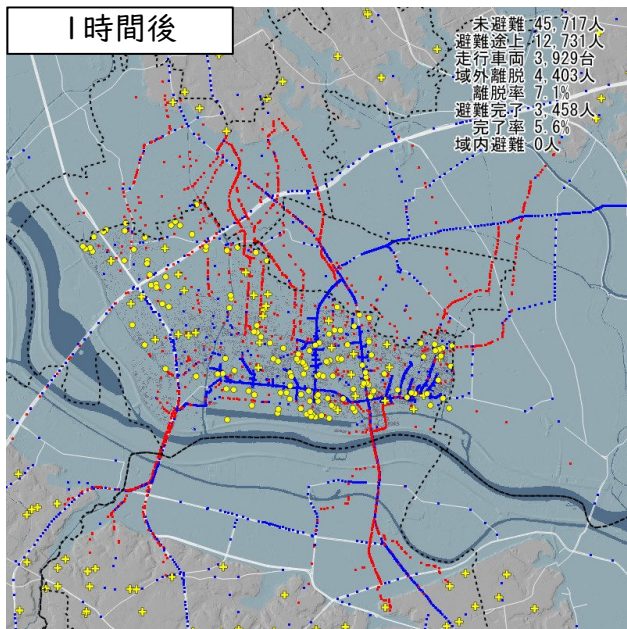 1時間後
未避難 45,717人
避難途上 12,731人
走行車両 3,929台
域外離脱 4,403人
離脱率 7.1%
避難完了 3,458人
完了率 5.6%
域内避難 0人